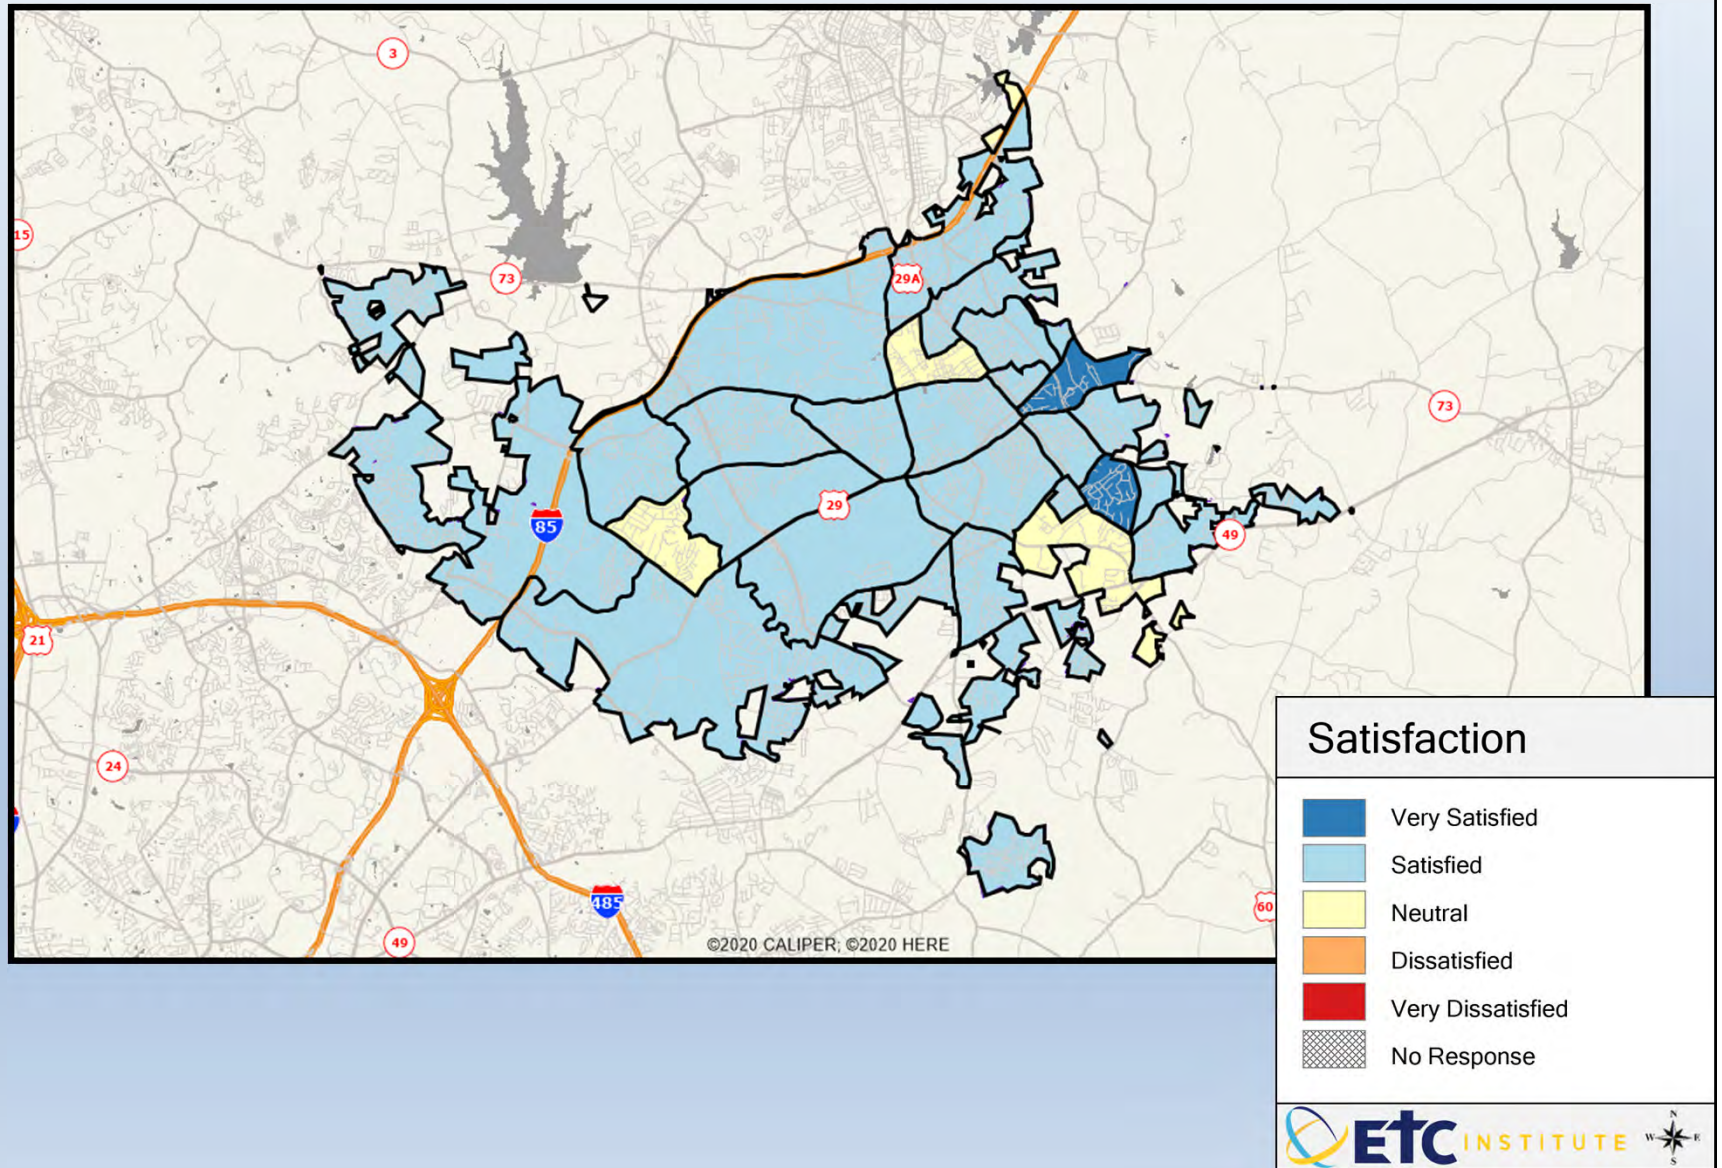 3
15
73
29A
73
29
85
49
21
24
485
49
60
©2020 CALIPER; ©2020 HERE
Satisfaction
Very Satisfied
Satisfied
Neutral
Dissatisfied
Very Dissatisfied
No Response
ETC INSTITUTE
N
W E
S